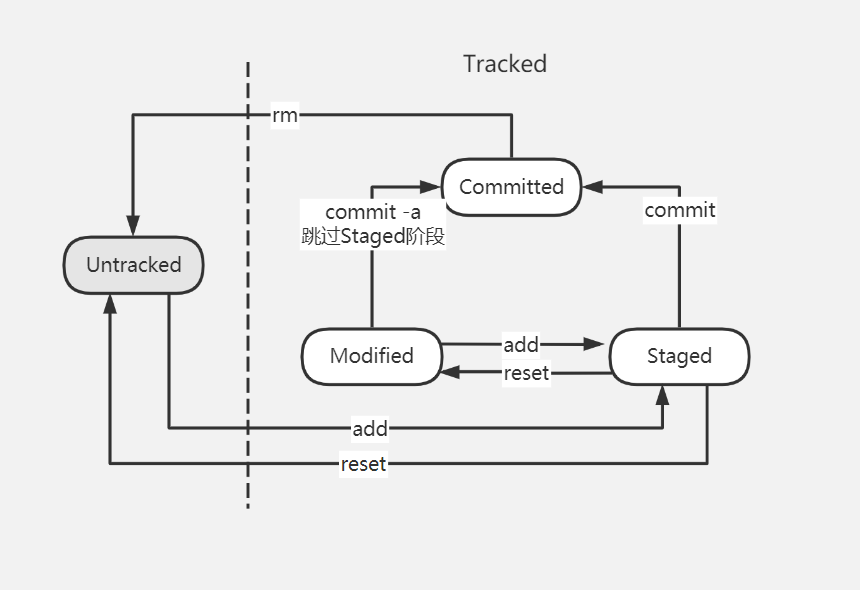 Tracked
rm
Committed
commit -a
跳过Staged阶段
commit
Untracked
Modified
add
reset
Staged
add
reset